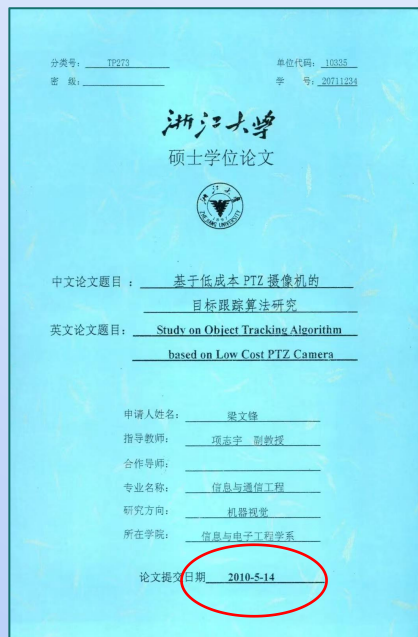 分类号： TP273 单位代码： 10335
密 级： 学 号： 20711234
浙江大学
硕士学位论文
ZHEJIANG UNIVERSITY
中文论文题目 ： 基于低成本 PTZ 摄像机的
目标跟踪算法研究
英文论文题目： Study on Object Tracking Algorithm
based on Low Cost PTZ Camera
申请人姓名： 梁文锋
指导教师： 项志宇 副教授
合作导师：
专业名称： 信息与通信工程
研究方向： 机器视觉
所在学院： 信息与电子工程学系
论文提交日期 2010-5-14